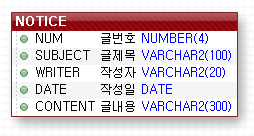 NOTICE
NUM 글번호 NUMBER(4)
SUBJECT 글제목 VARCHAR2(100)
WRITER 작성자 VARCHAR2(20)
DATE 작성일 DATE
CONTENT 글내용 VARCHAR2(300)